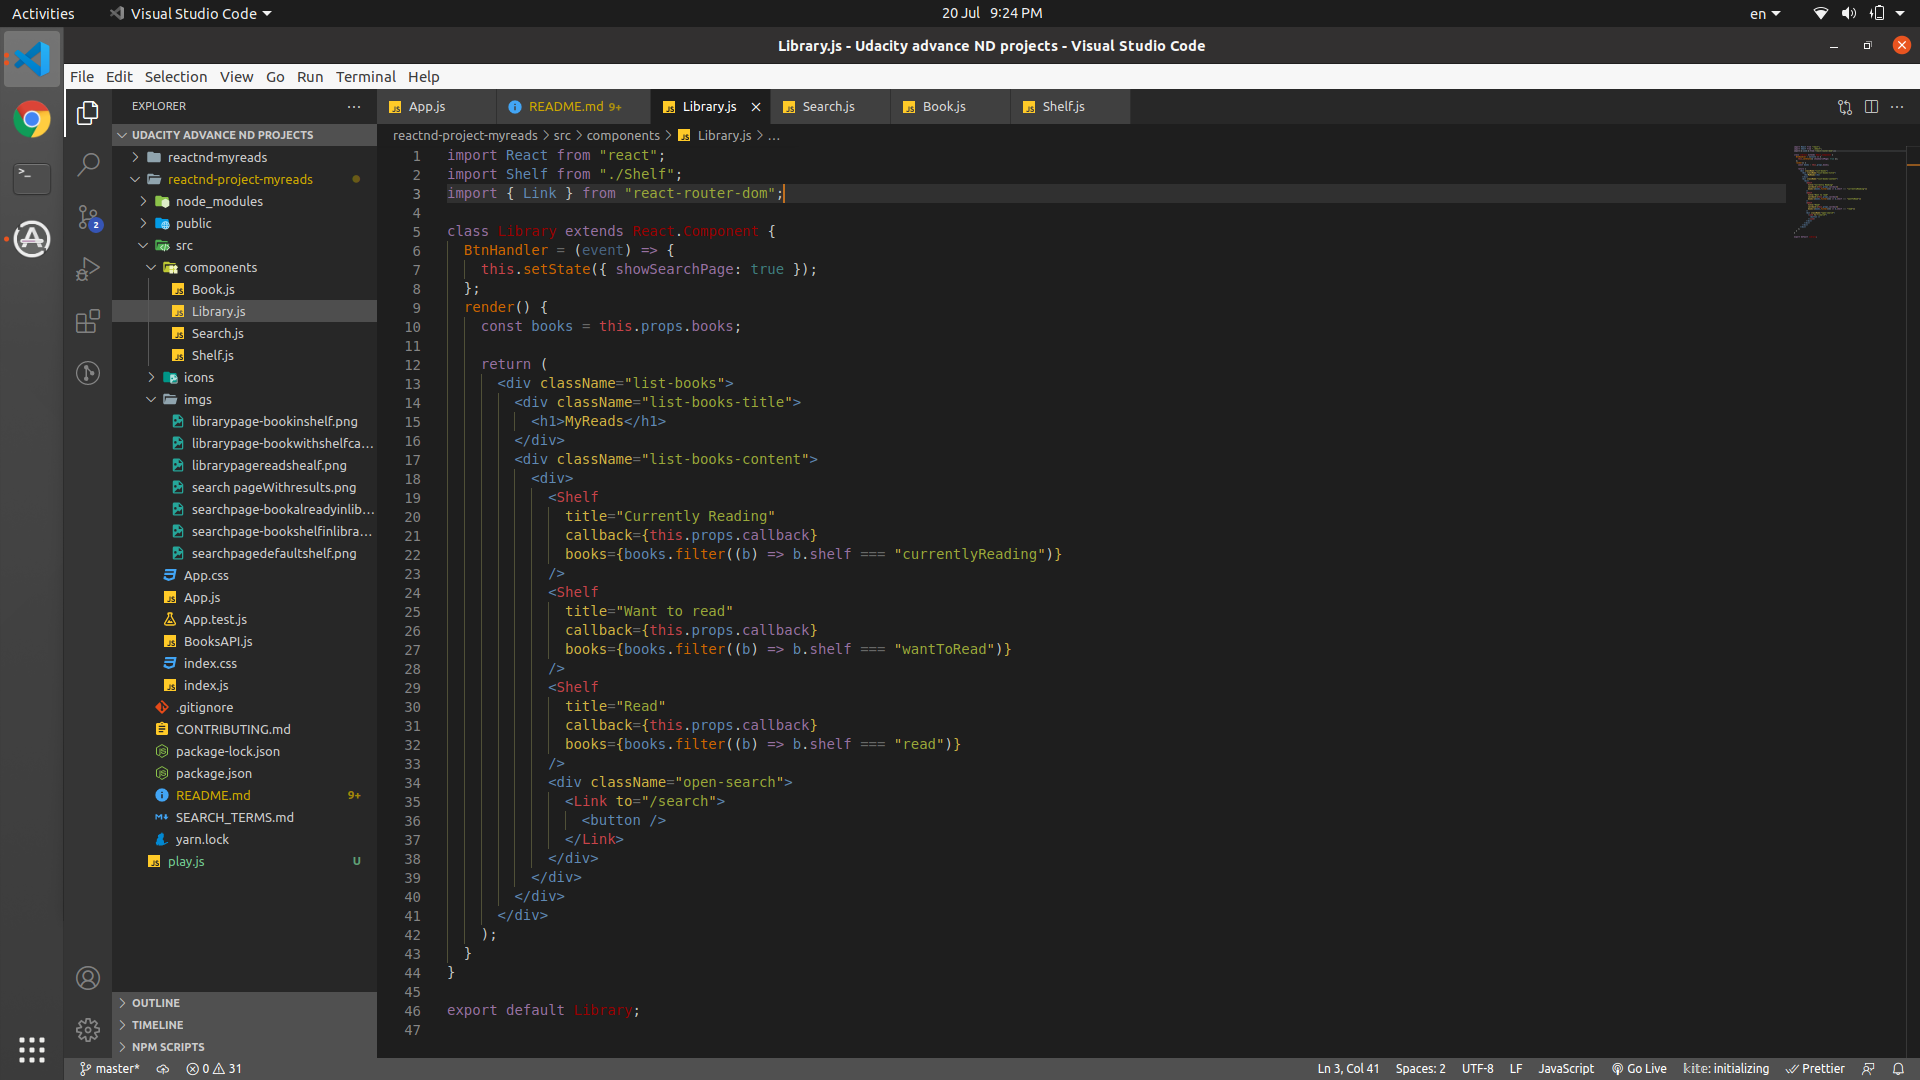 Activities Visual Studio Code 20 Jul 9:24 PM en
Library.js - Udacity advance ND projects - Visual Studio Code
File Edit Selection View Go Run Terminal Help
EXPLORER
UDACITY ADVANCE ND PROJECTS
reactnd-myreads
reactnd-project-myreads
node_modules
public
src
components
Book.js
Library.js
Search.js
Shelf.js
icons
imgs
librarypage-bookinshelf.png
librarypage-bookwithshelfca...
librarypagereadshealf.png
search pageWithresults.png
searchpage-bookalreadyinlib...
searchpage-bookshelfinlibra...
searchpagedefaultshelf.png
App.css
App.js
App.test.js
BooksAPI.js
index.css
index.js
.gitignore
CONTRIBUTING.md
package-lock.json
package.json
README.md 9+
SEARCH_TERMS.md
yarn.lock
play.js U
OUTLINE
TIMELINE
NPM SCRIPTS
2
App.js README.md 9+ Library.js Search.js Book.js Shelf.js
reactnd-project-myreads > src > components > Library.js > ...
1 import React from "react";
2 import Shelf from "./Shelf";
3 import { Link } from "react-router-dom";
4
5 class Library extends React.Component {
6 BtnHandler = (event) => {
7 this.setState({ showSearchPage: true });
8 };
9 render() {
10 const books = this.props.books;
11
12 return (
13 <div className="list-books">
14 <div className="list-books-title">
15 <h1>MyReads</h1>
16 </div>
17 <div className="list-books-content">
18 <div>
19 <Shelf
20 title="Currently Reading"
21 callback={this.props.callback}
22 books={books.filter((b) => b.shelf === "currentlyReading")}
23 />
24 <Shelf
25 title="Want to read"
26 callback={this.props.callback}
27 books={books.filter((b) => b.shelf === "wantToRead")}
28 />
29 <Shelf
30 title="Read"
31 callback={this.props.callback}
32 books={books.filter((b) => b.shelf === "read")}
33 />
34 <div className="open-search">
35 <Link to="/search">
36 <button />
37 </Link>
38 </div>
39 </div>
40 </div>
41 </div>
42 );
43 }
44 }
45
46 export default Library;
47
master* 0 31 Ln 3, Col 41 Spaces: 2 UTF-8 LF JavaScript Go Live kite: initializing Prettier